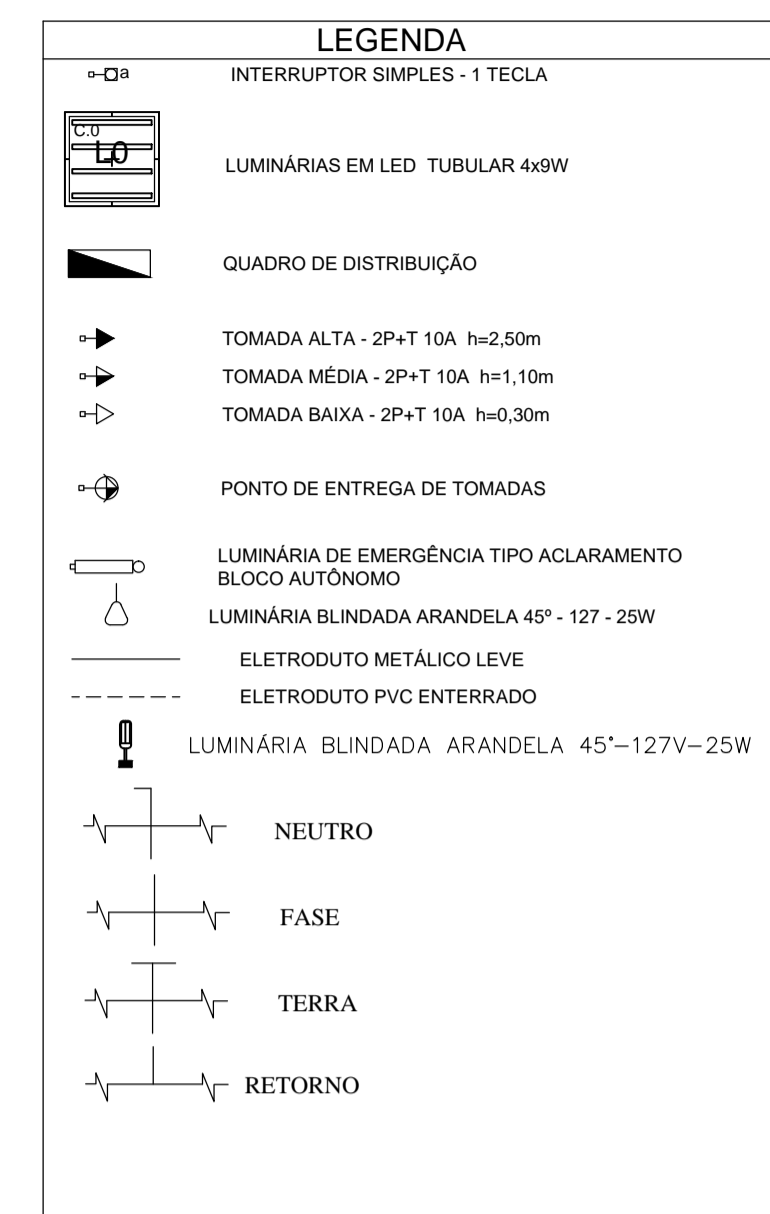 LEGENDA
a INTERRUPTOR SIMPLES - 1 TECLA
C.0
L0
LUMINÁRIAS EM LED TUBULAR 4x9W
QUADRO DE DISTRIBUIÇÃO
TOMADA ALTA - 2P+T 10A h=2,50m
TOMADA MÉDIA - 2P+T 10A h=1,10m
TOMADA BAIXA - 2P+T 10A h=0,30m
PONTO DE ENTREGA DE TOMADAS
LUMINÁRIA DE EMERGÊNCIA TIPO ACLARAMENTO
BLOCO AUTÔNOMO
LUMINÁRIA BLINDADA ARANDELA 45º - 127 - 25W
ELETRODUTO METÁLICO LEVE
ELETRODUTO PVC ENTERRADO
LUMINÁRIA BLINDADA ARANDELA 45°-127V-25W
NEUTRO
FASE
TERRA
RETORNO